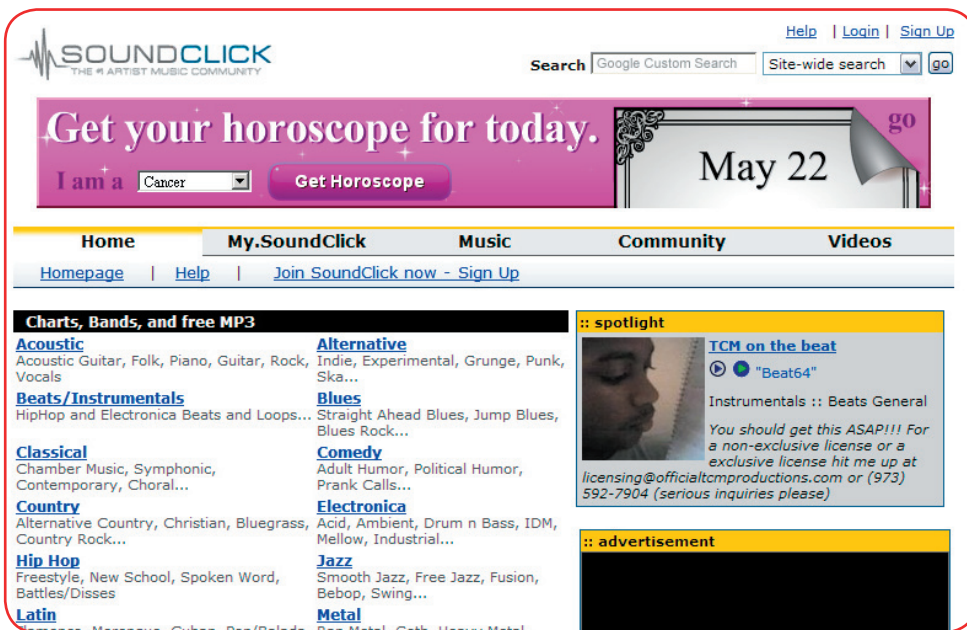 Help | Login | Sign Up
SOUNDCLICK
THE #1 ARTIST MUSIC COMMUNITY
Search Google Custom Search Site-wide search go
Get your horoscope for today.
I am a Cancer Get Horoscope
May 22
go
Home My.SoundClick Music Community Videos
Homepage | Help | Join SoundClick now - Sign Up
Charts, Bands, and free MP3
Acoustic
Acoustic Guitar, Folk, Piano, Guitar, Rock,
Vocals
Alternative
Indie, Experimental, Grunge, Punk,
Ska...
Beats/Instrumentals
HipHop and Electronica Beats and Loops...
Blues
Straight Ahead Blues, Jump Blues,
Blues Rock...
Classical
Chamber Music, Symphonic,
Contemporary, Choral...
Comedy
Adult Humor, Political Humor,
Prank Calls...
Country
Alternative Country, Christian, Bluegrass,
Country Rock...
Electronica
Acid, Ambient, Drum n Bass, IDM,
Mellow, Industrial...
Hip Hop
Freestyle, New School, Spoken Word,
Battles/Disses
Jazz
Smooth Jazz, Free Jazz, Fusion,
Bebop, Swing...
Latin
Metal
:: spotlight
TCM on the beat
"Beat64"
Instrumentals :: Beats General
You should get this ASAP!!! For
a non-exclusive license or a
exclusive license hit me up at
licensing@officialtcmproductions.com or (973)
592-7904 (serious inquiries please)
:: advertisement